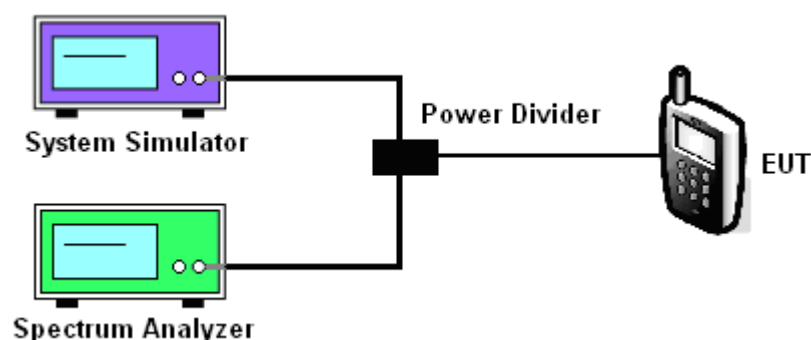 System Simulator
Power Divider
EUT
Spectrum Analyzer